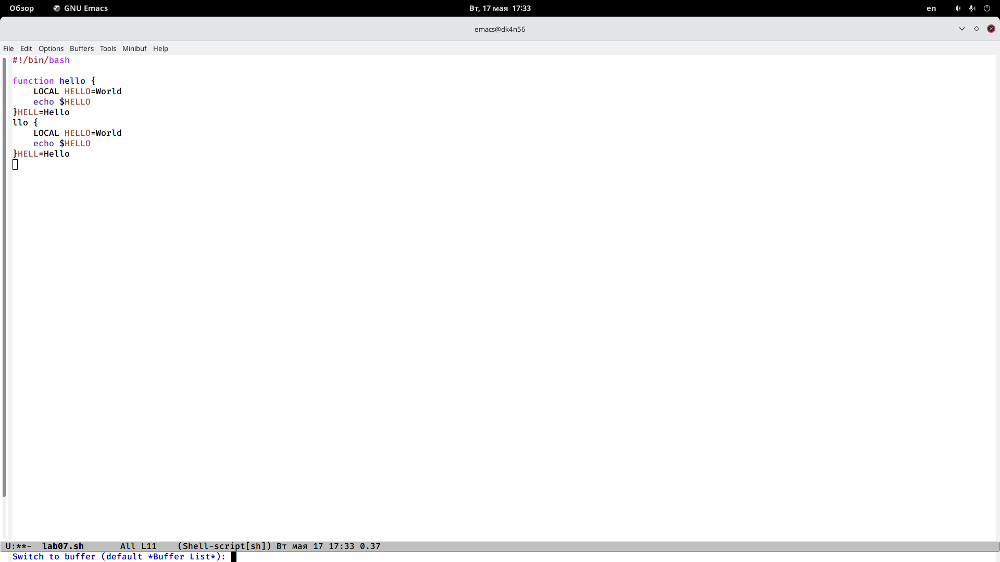 Обзор GNU Emacs Вт, 17 мая 17:33 en
emacs@dk4n56
File Edit Options Buffers Tools Minibuf Help
#!/bin/bash
function hello {
    LOCAL HELLO=World
    echo $HELLO
}HELL=Hello
llo {
    LOCAL HELLO=World
    echo $HELLO
}HELL=Hello
U:**- lab07.sh All L11 (Shell-script[sh]) Вт мая 17 17:33 0.37
Switch to buffer (default *Buffer List*):